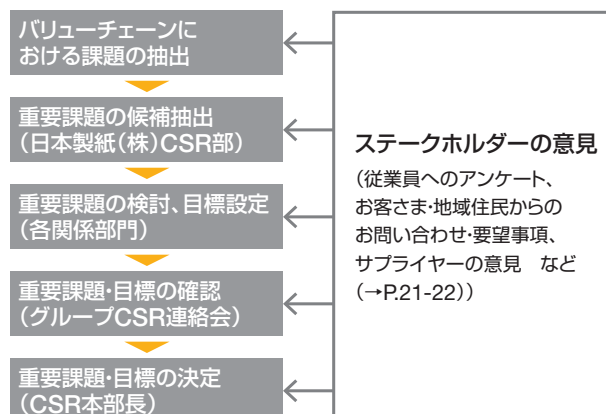 バリューチェーンに
おける課題の抽出
重要課題の候補抽出
（日本製紙（株）CSR部）
重要課題の検討、目標設定
（各関係部門）
重要課題・目標の確認
（グループCSR連絡会）
重要課題・目標の決定
（CSR本部長）
ステークホルダーの意見
（従業員へのアンケート、
お客さま・地域住民からの
お問い合わせ・要望事項、
サプライヤーの意見　など
（→P.21-22））